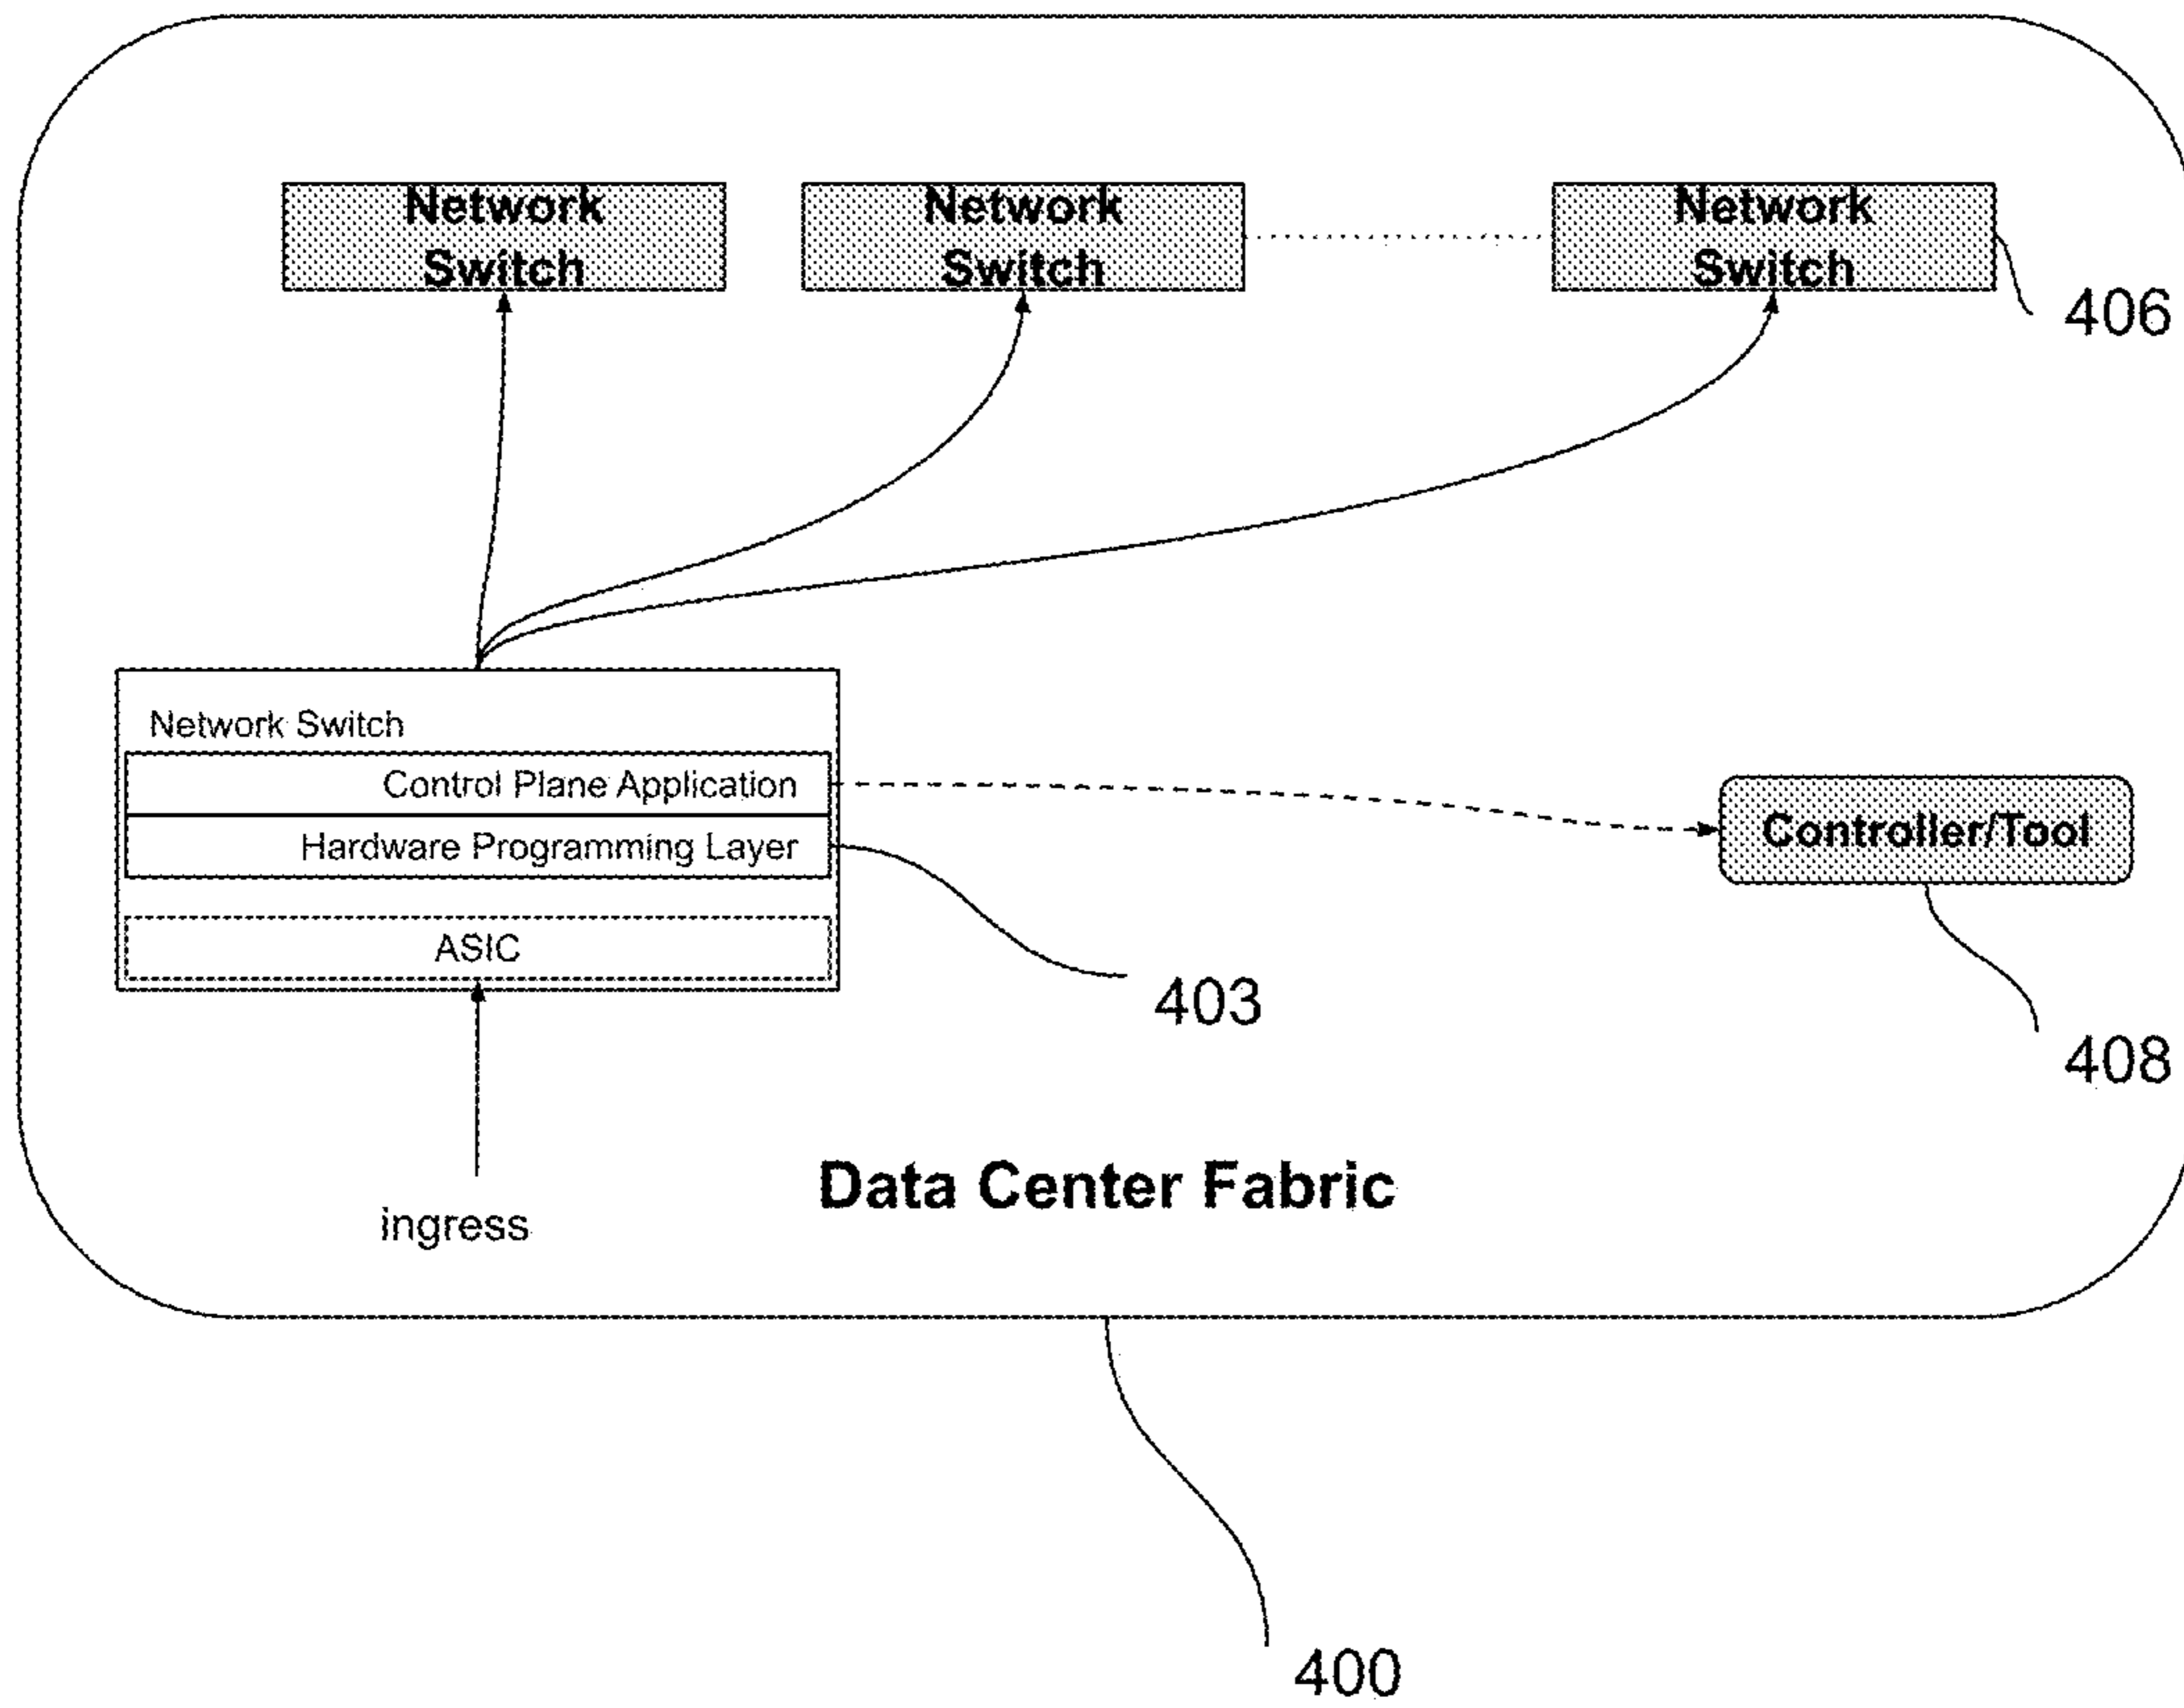 Network
Switch
Network
Switch
Network
Switch
406
Network Switch
Control Plane Application
Hardware Programming Layer
Controller/Tool
ASIC
403
408
Data Center Fabric
ingress
400